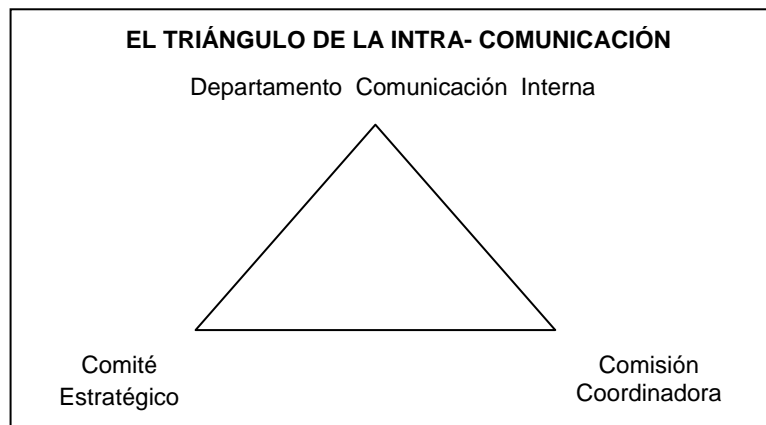 EL TRIÁNGULO DE LA INTRA- COMUNICACIÓN
Departamento Comunicación Interna
Comité
Estratégico
Comisión
Coordinadora